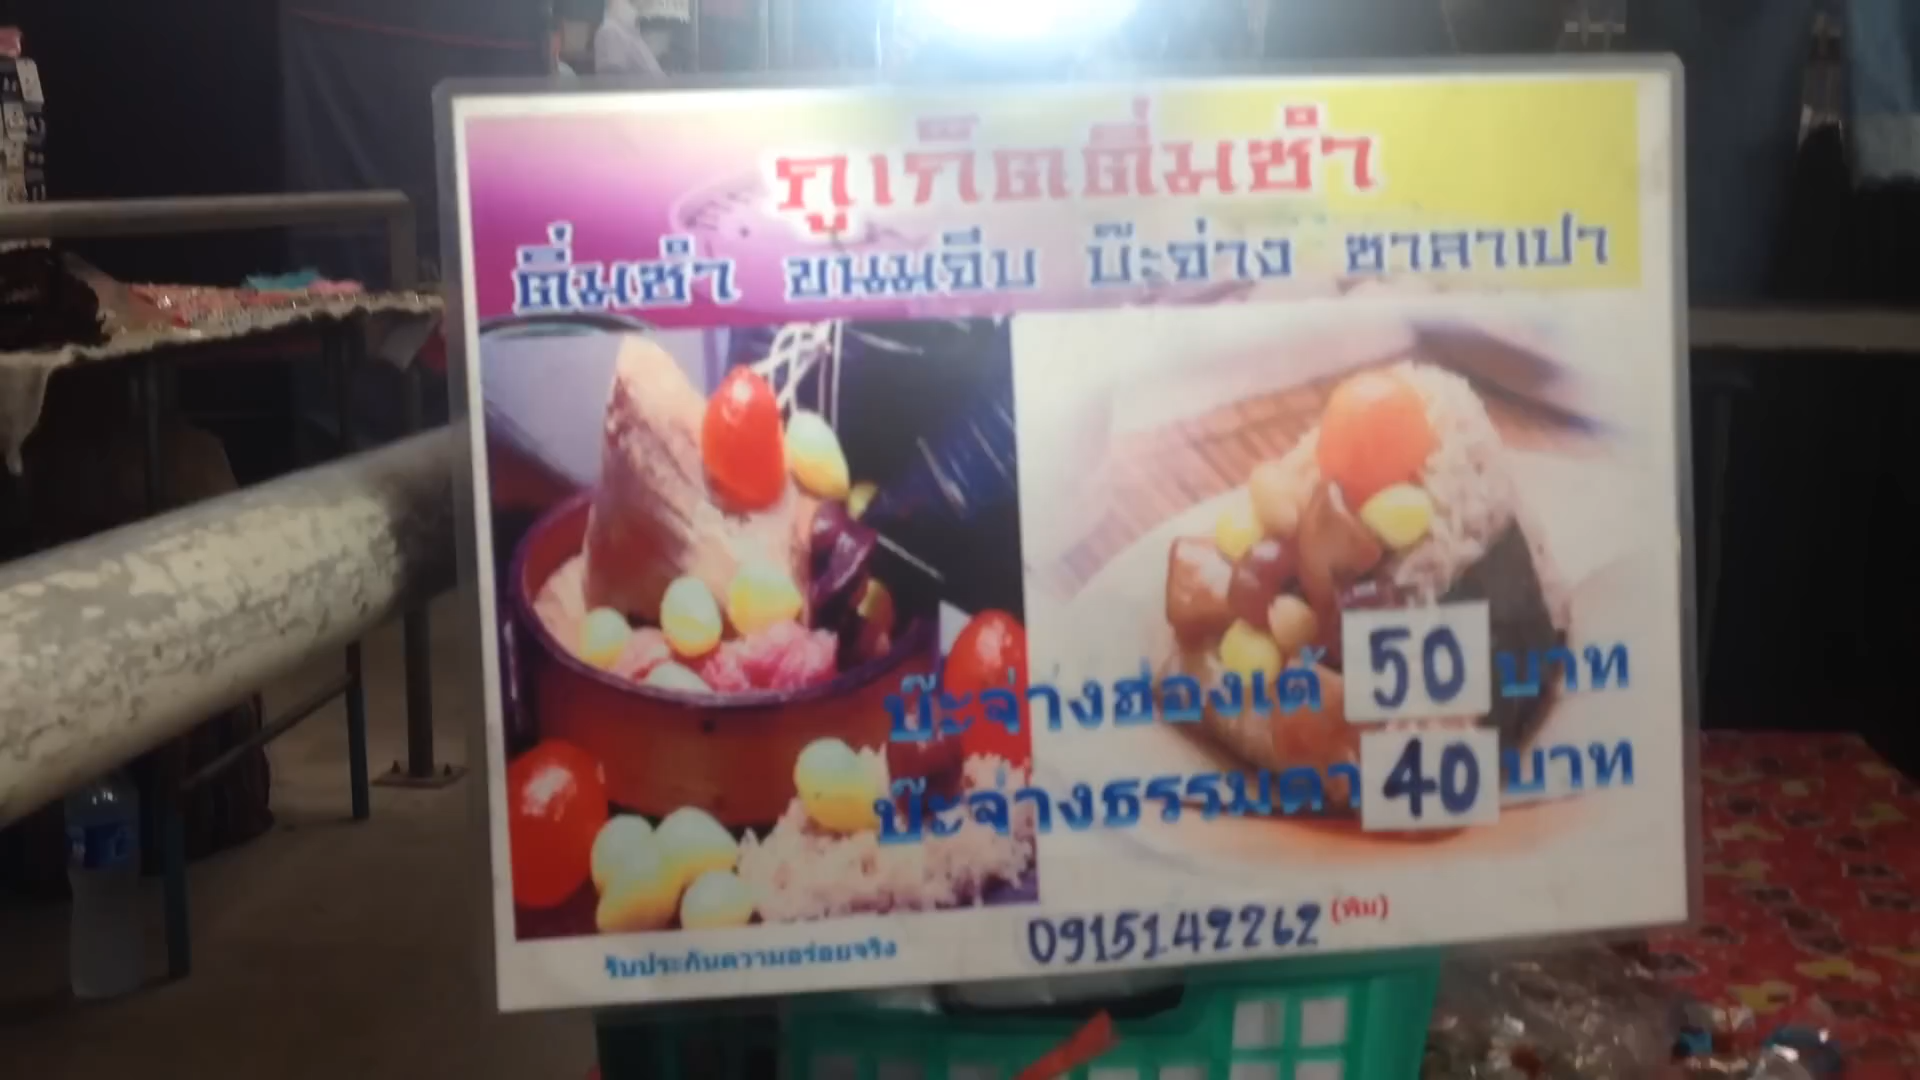 ภูเก็ตติ่มซำ
ติ่มซำ ขนมจีบ บ๊ะจ่าง ซาลาเปา
บ๊ะจ่างฮ่องเต้ 50 บาท
บ๊ะจ่างธรรมดา 40 บาท
0915142262 (พิม)
รับประกันความอร่อยจริง